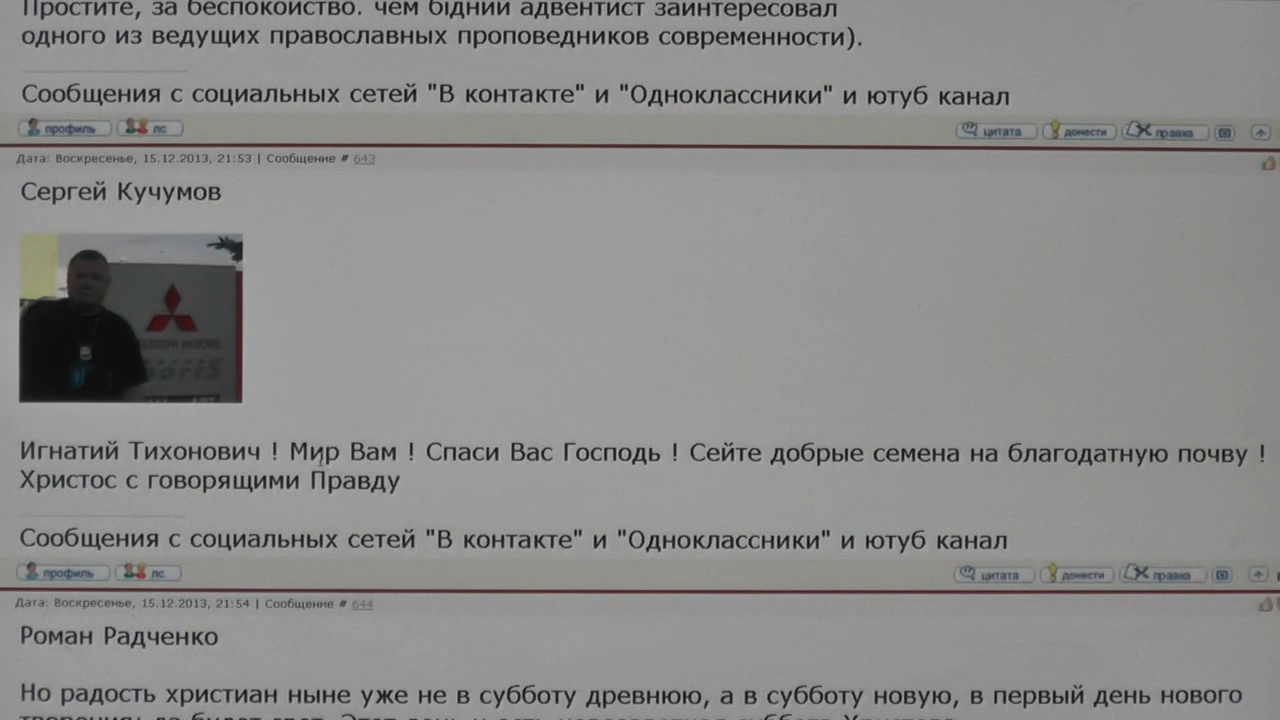 Простите, за беспокойство. чем бідний адвентист заинтересовал
одного из ведущих православных проповедников современности).
Сообщения с социальных сетей "В контакте" и "Одноклассники" и ютуб канал
профиль лс цитата донести правка
Дата: Воскресенье, 15.12.2013, 21:53 | Сообщение # 643
Сергей Кучумов
Игнатий Тихонович ! Мир Вам ! Спаси Вас Господь ! Сейте добрые семена на благодатную почву !
Христос с говорящими Правду
Сообщения с социальных сетей "В контакте" и "Одноклассники" и ютуб канал
профиль лс цитата донести правка
Дата: Воскресенье, 15.12.2013, 21:54 | Сообщение # 644
Роман Радченко
Но радость христиан ныне уже не в субботу древнюю, а в субботу новую, в первый день нового